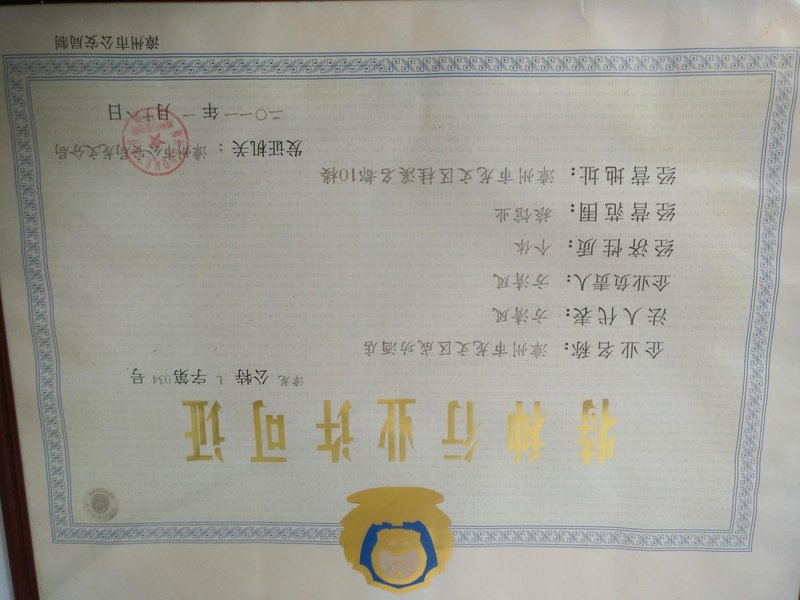 特种行业许可证
漳龙 公特 L 字第034 号
企业名称：漳州市龙文区成功酒店
法人代表：方清风
企业负责人：方清风
经济性质：个体
经营范围：旅馆业
经营地址：漳州市龙文区桂溪名都10楼
发证机关：漳州市公安局龙文分局
二〇一一年 一 月十八日
漳州市公安局制